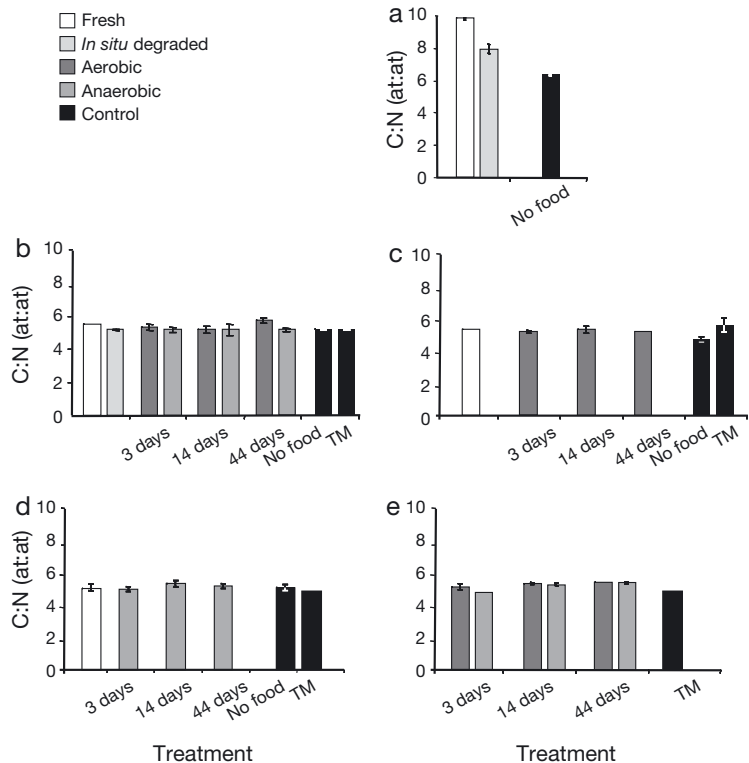 Fresh
In situ degraded
Aerobic
Anaerobic
Control
a
C:N (at:at)
10
8
6
4
2
0
No food
b
C:N (at:at)
10
8
6
4
2
0
3 days
14 days
44 days
No food
TM
c
10
8
6
4
2
0
3 days
14 days
44 days
No food
TM
d
C:N (at:at)
10
8
6
4
2
0
3 days
14 days
44 days
No food
TM
Treatment
e
10
8
6
4
2
0
3 days
14 days
44 days
TM
Treatment